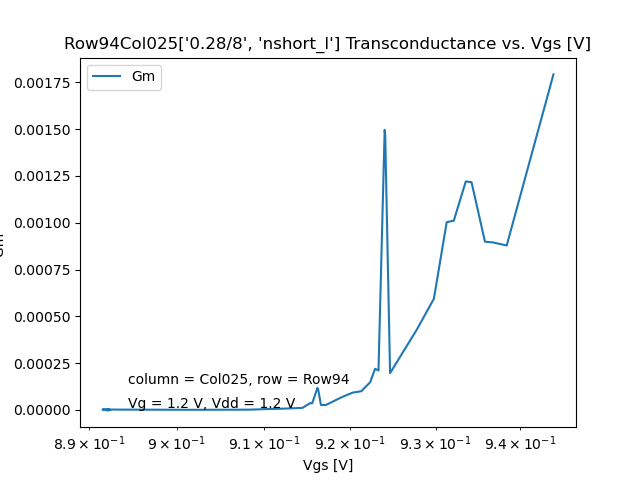 Row94Col025['0.28/8', 'nshort_l'] Transconductance vs. Vgs [V]
Gm
0.00175
0.00150
0.00125
0.00100
0.00075
0.00050
0.00025
0.00000
column = Col025, row = Row94
Vg = 1.2 V, Vdd = 1.2 V
8.9 × 10⁻¹ 9 × 10⁻¹ 9.1 × 10⁻¹ 9.2 × 10⁻¹ 9.3 × 10⁻¹ 9.4 × 10⁻¹
Vgs [V]